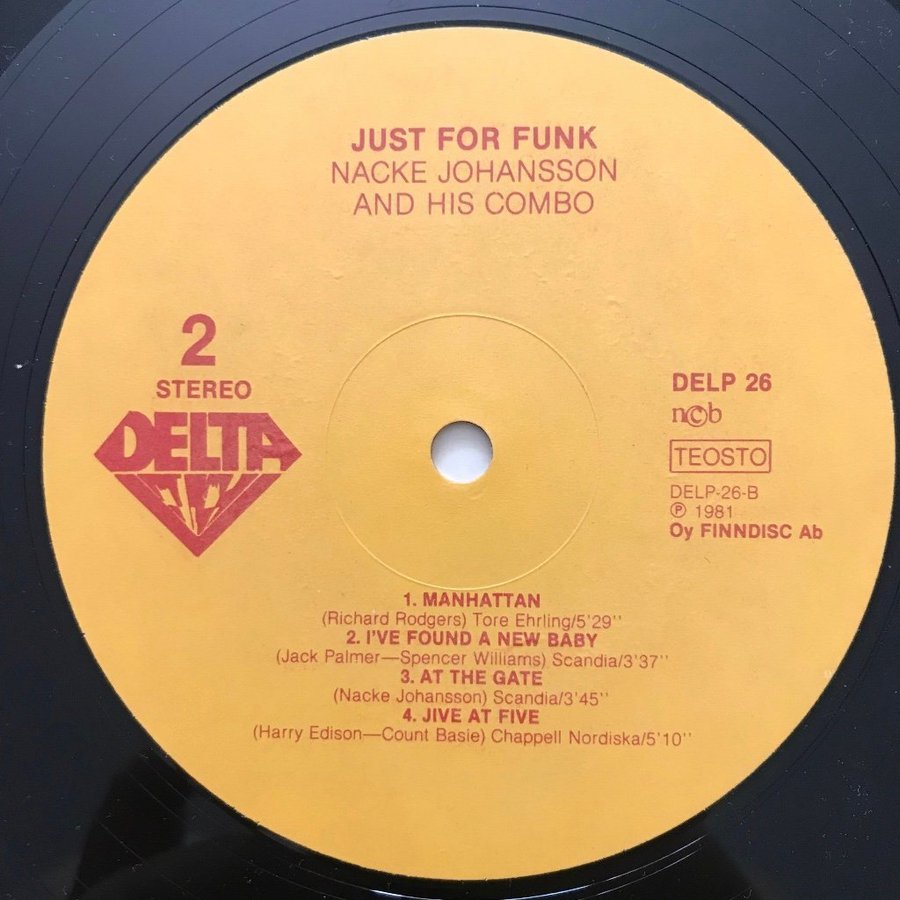 JUST FOR FUNK
NACKE JOHANSSON
AND HIS COMBO
2
STEREO
DELTA
DELP 26
ncb
TEOSTO
DELP-26-B
Ⓟ 1981
Oy FINNDISC Ab
1. MANHATTAN
(Richard Rodgers) Tore Ehrling/5'29''
2. I'VE FOUND A NEW BABY
(Jack Palmer—Spencer Williams) Scandia/3'37''
3. AT THE GATE
(Nacke Johansson) Scandia/3'45''
4. JIVE AT FIVE
(Harry Edison—Count Basie) Chappell Nordiska/5'10''